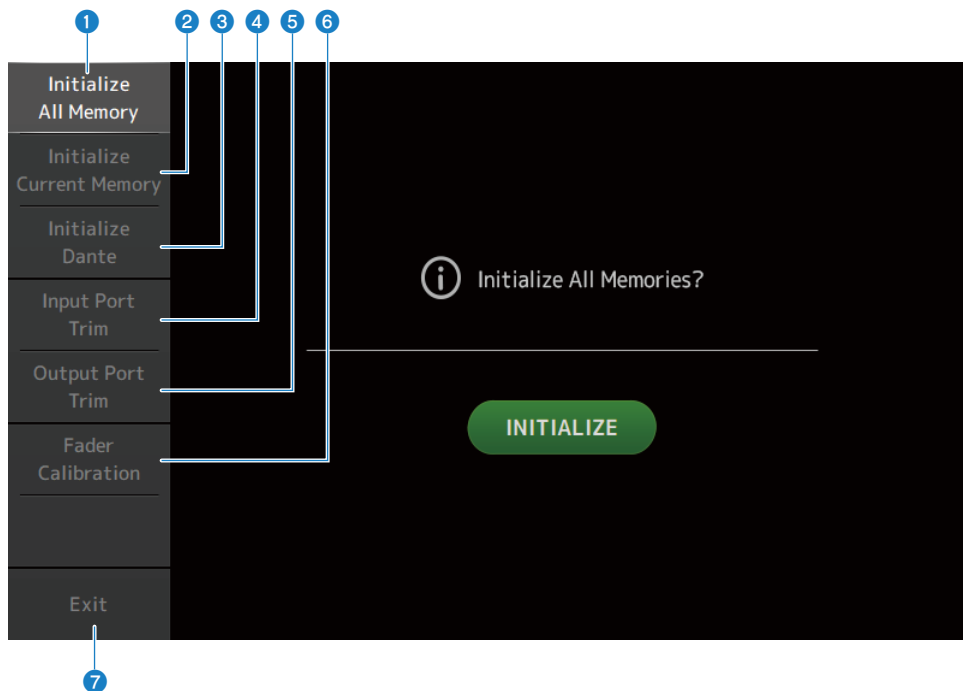 1 2 3 4 5 6
Initialize
All Memory
Initialize
Current Memory
Initialize
Dante
Input Port
Trim
Output Port
Trim
Fader
Calibration
Exit
Initialize All Memories?
INITIALIZE
7